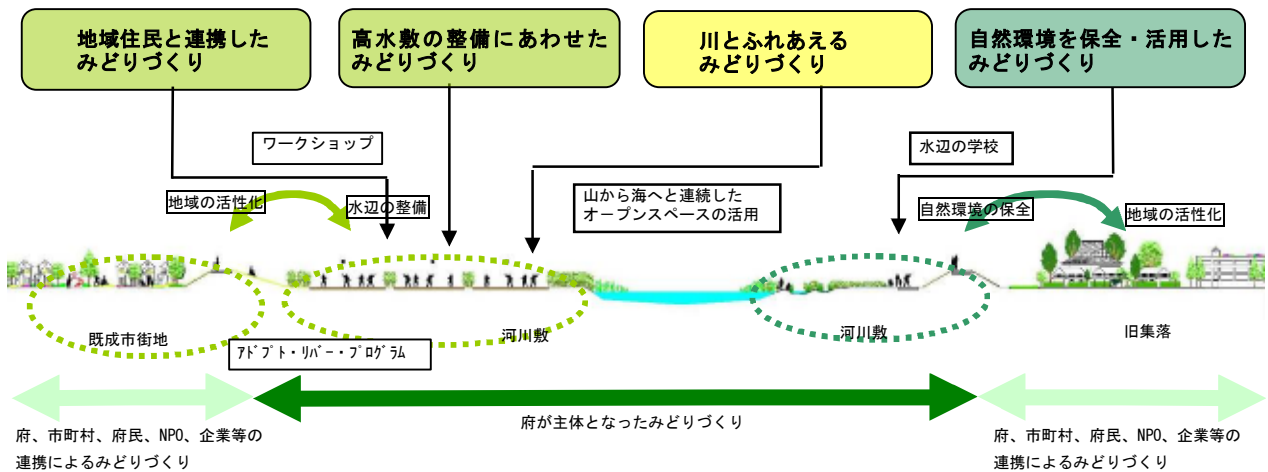 地域住民と連携した
みどりづくり
高水敷の整備にあわせた
みどりづくり
川とふれあえる
みどりづくり
自然環境を保全・活用した
みどりづくり
ワークショップ
水辺の学校
地域の活性化
水辺の整備
山から海へと連続した
オープンスペースの活用
自然環境の保全
地域の活性化
既成市街地
河川敷
河川敷
旧集落
ｱﾄﾞﾌﾟﾄ・ﾘﾊﾞｰ・ﾌﾟﾛｸﾞﾗﾑ
府が主体となったみどりづくり
府、市町村、府民、NPO、企業等の
連携によるみどりづくり
府、市町村、府民、NPO、企業等の
連携によるみどりづくり